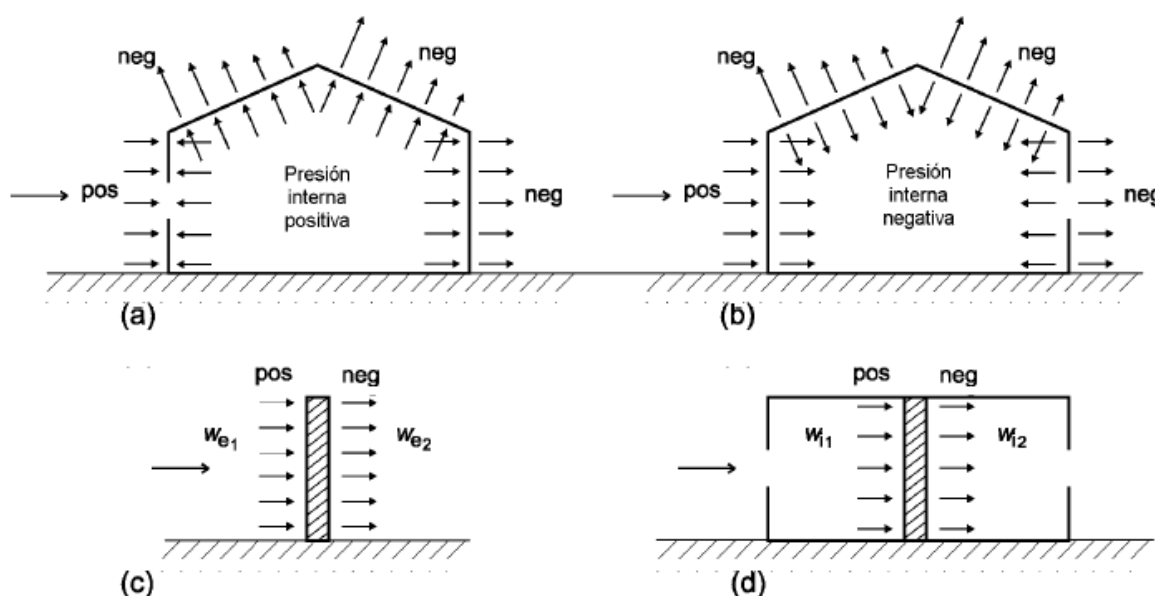 neg
neg
pos
Presión
interna
positiva
neg
(a)
neg
neg
pos
Presión
interna
negativa
neg
(b)
pos neg
We1
We2
(c)
pos neg
Wi1
Wi2
(d)